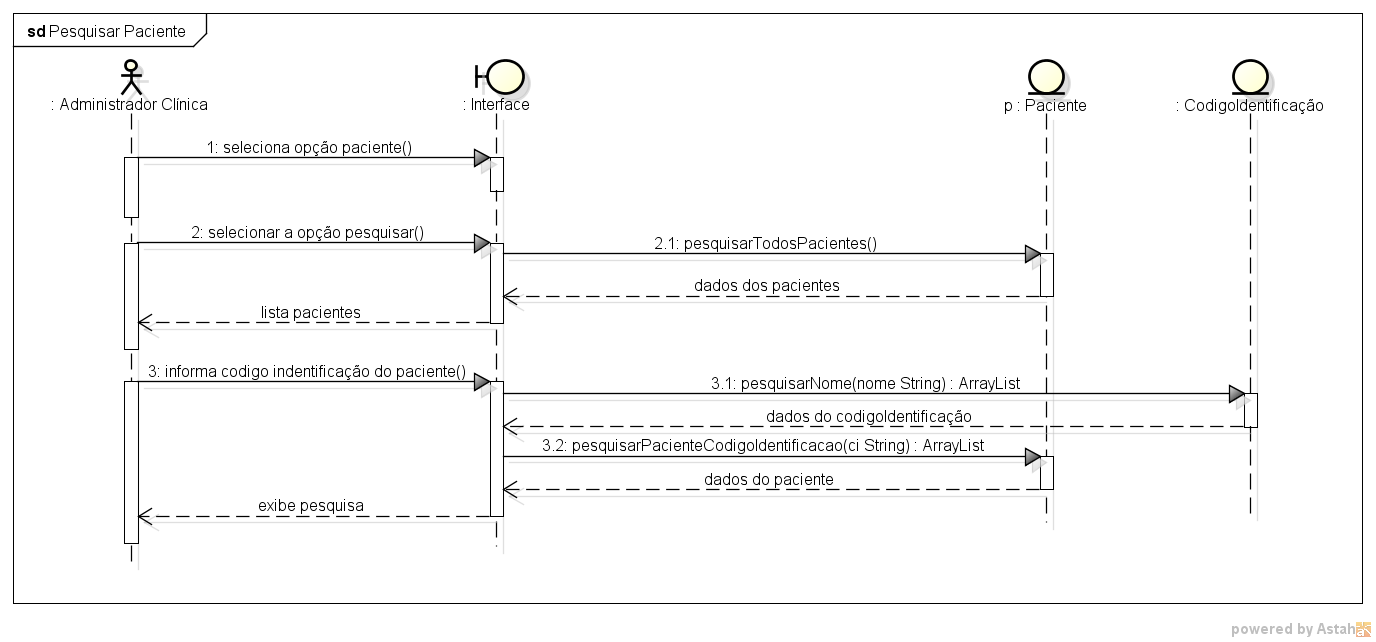 sd Pesquisar Paciente
: Administrador Clínica
: Interface
p : Paciente
: CodigoIdentificação
1: seleciona opção paciente()
2: selecionar a opção pesquisar()
2.1: pesquisarTodosPacientes()
dados dos pacientes
lista pacientes
3: informa codigo indentificação do paciente()
3.1: pesquisarNome(nome String) : ArrayList
dados do codigoIdentificação
3.2: pesquisarPacienteCodigoIdentificacao(ci String) : ArrayList
dados do paciente
exibe pesquisa
powered by Astah